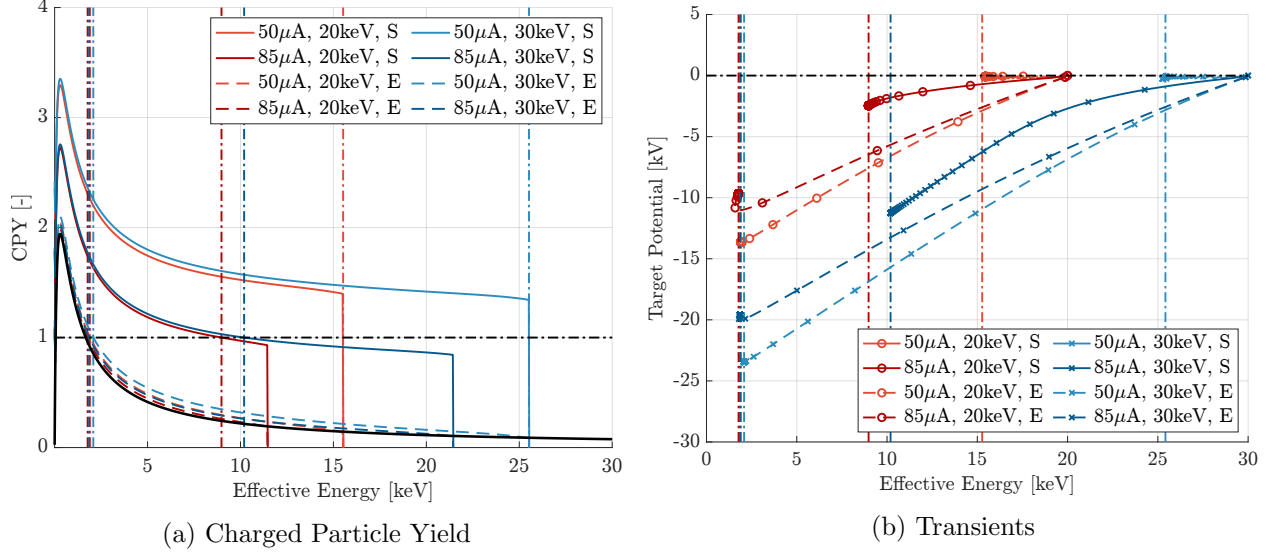 4
3
2
1
0
5
10
15
20
25
30
CPY [-]
Effective Energy [keV]
50μA, 20keV, S
85μA, 20keV, S
50μA, 20keV, E
85μA, 20keV, E
50μA, 30keV, S
85μA, 30keV, S
50μA, 30keV, E
85μA, 30keV, E
(a) Charged Particle Yield
5
0
-5
-10
-15
-20
-25
-30
0
5
10
15
20
25
30
Target Potential [kV]
Effective Energy [keV]
50μA, 20keV, S
85μA, 20keV, S
50μA, 20keV, E
85μA, 20keV, E
50μA, 30keV, S
85μA, 30keV, S
50μA, 30keV, E
85μA, 30keV, E
(b) Transients